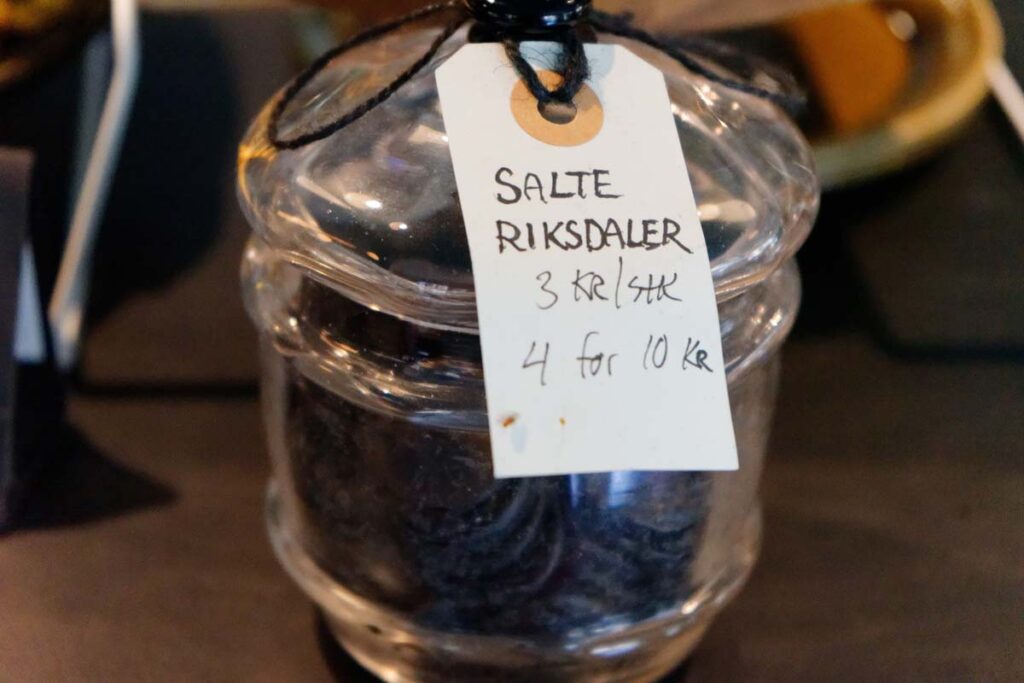 SALTE
RIKSDALER
3 KR/STK
4 for 10 KR